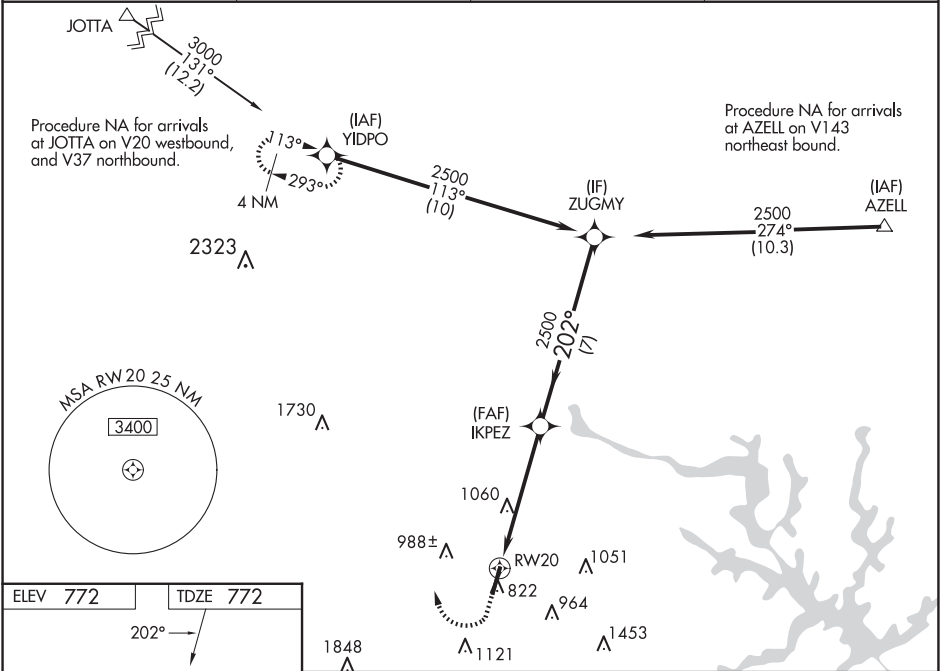 JOTTA
3000
131°
(12.2)
Procedure NA for arrivals
at JOTTA on V20 westbound,
and V37 northbound.
(IAF)
YIDPO
113°
293°
4 NM
2500
113°
(10)
(IF)
ZUGMY
Procedure NA for arrivals
at AZELL on V143
northeast bound.
(IAF)
AZELL
2500
274°
(10.3)
2323
2500
202°
(7)
MSA RW20 25 NM
3400
1730
(FAF)
IKPEZ
1060
988±
RW20
1051
822
964
1453
1121
1848
ELEV 772
TDZE 772
202°